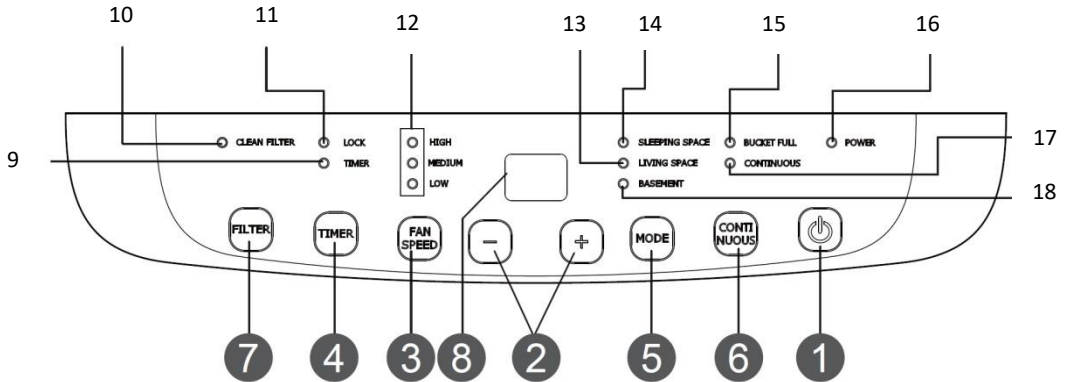 10
11
12
13
14
15
16
CLEAN FILTER
LOCK
HIGH
SLEEPING SPACE
BUCKET FULL
POWER
17
9
TIMER
MEDIUM
LIVING SPACE
CONTINUOUS
LOW
BASEMENT
18
FILTER
TIMER
FAN
SPEED
−
+
MODE
CONTI
NUOUS
7
4
3
8
2
5
6
1